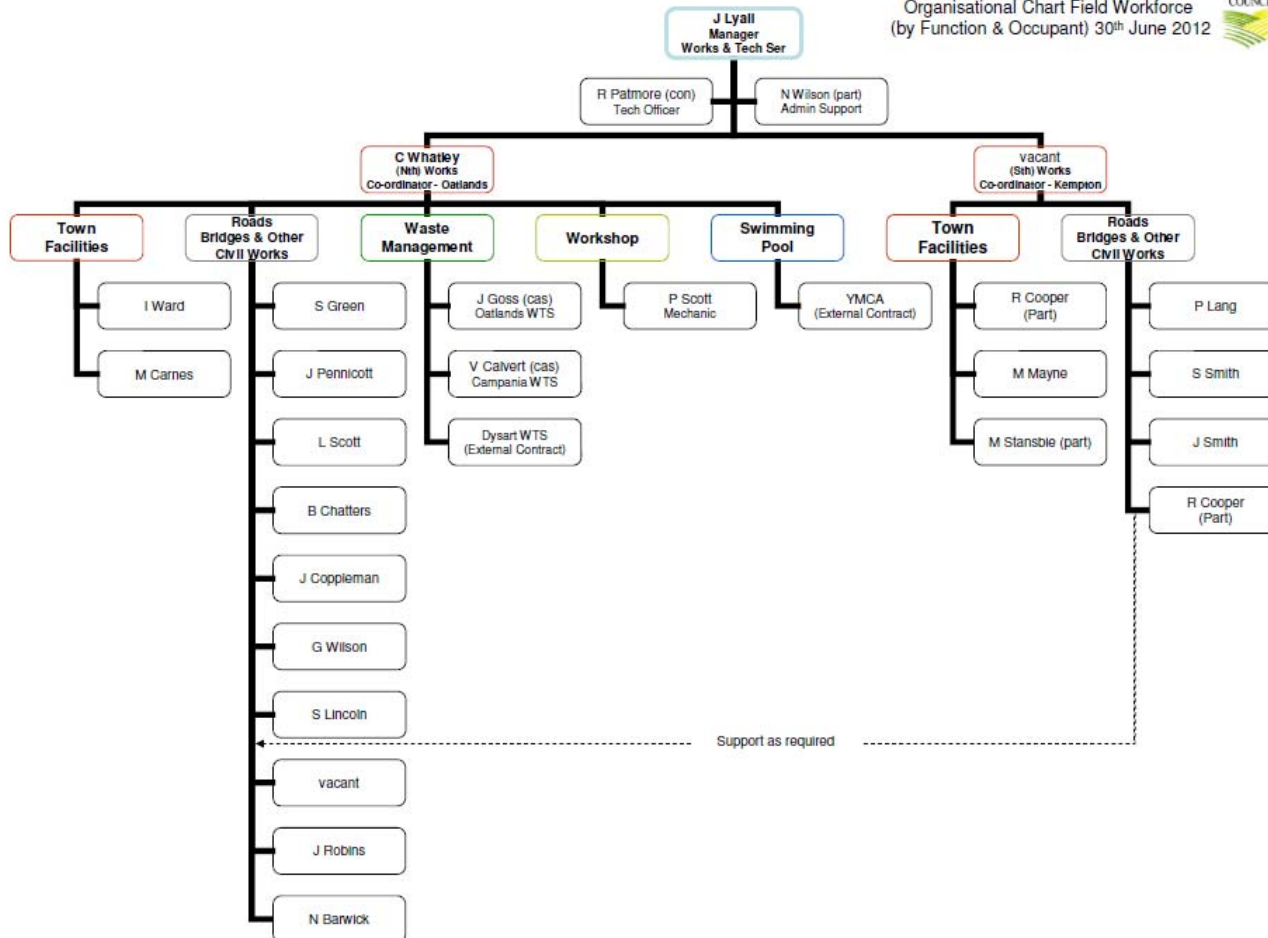 COUNCIL
Organisational Chart Field Workforce
(by Function & Occupant) 30th June 2012
J Lyall
Manager
Works & Tech Ser
R Patmore (con)
Tech Officer
N Wilson (part)
Admin Support
C Whatley
(Nth) Works
Co-ordinator - Oatlands
vacant
(Sth) Works
Co-ordinator - Kempton
Town
Facilities
Roads
Bridges & Other
Civil Works
Waste
Management
Workshop
Swimming
Pool
Town
Facilities
Roads
Bridges & Other
Civil Works
I Ward
M Carnes
S Green
J Pennicott
L Scott
B Chatters
J Coppleman
G Wilson
S Lincoln
vacant
J Robins
N Barwick
J Goss (cas)
Oatlands WTS
V Calvert (cas)
Campania WTS
Dysart WTS
(External Contract)
P Scott
Mechanic
YMCA
(External Contract)
R Cooper
(Part)
M Mayne
M Stansbie (part)
P Lang
S Smith
J Smith
R Cooper
(Part)
Support as required